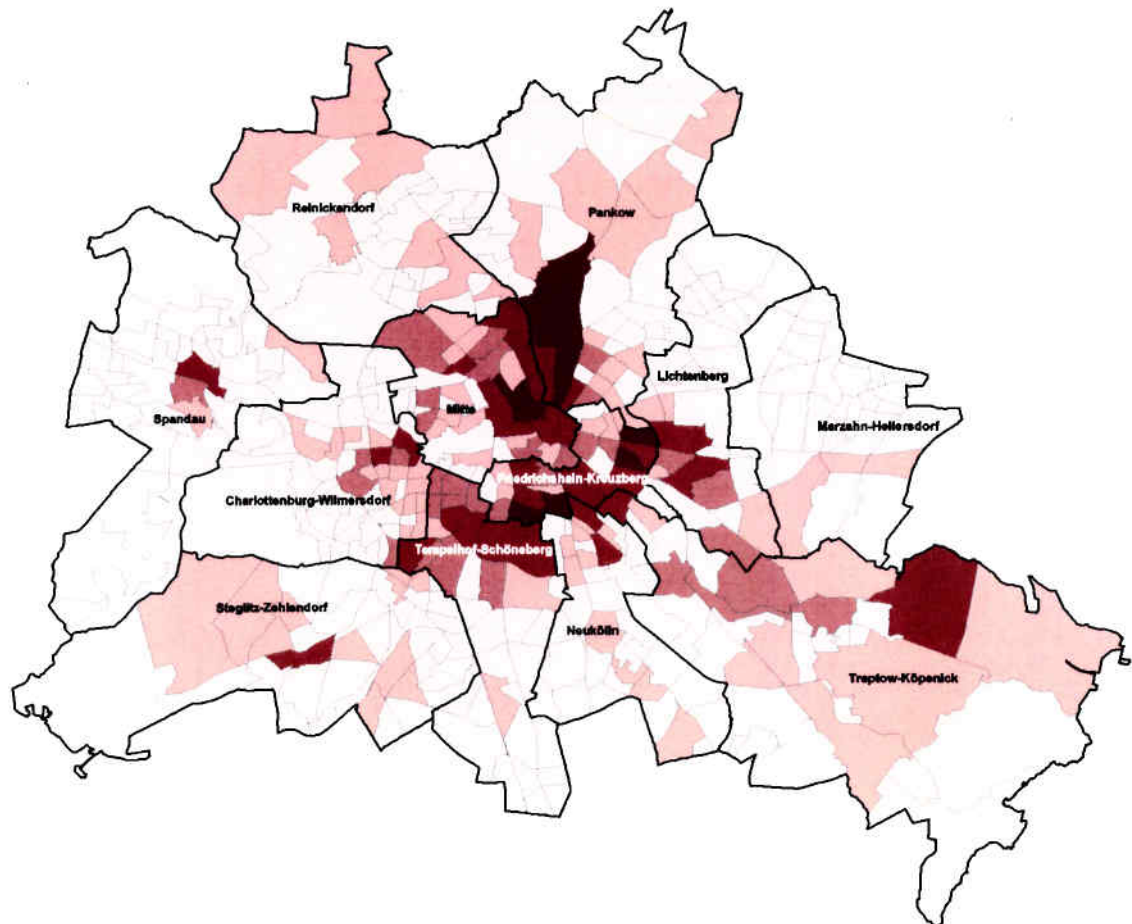 Reinickendorf
Pankow
Lichtenberg
Mitte
Spandau
Marzahn-Hellersdorf
Friedrichshain-Kreuzberg
Charlottenburg-Wilmersdorf
Tempelhof-Schöneberg
Steglitz-Zehlendorf
Neukölln
Treptow-Köpenick